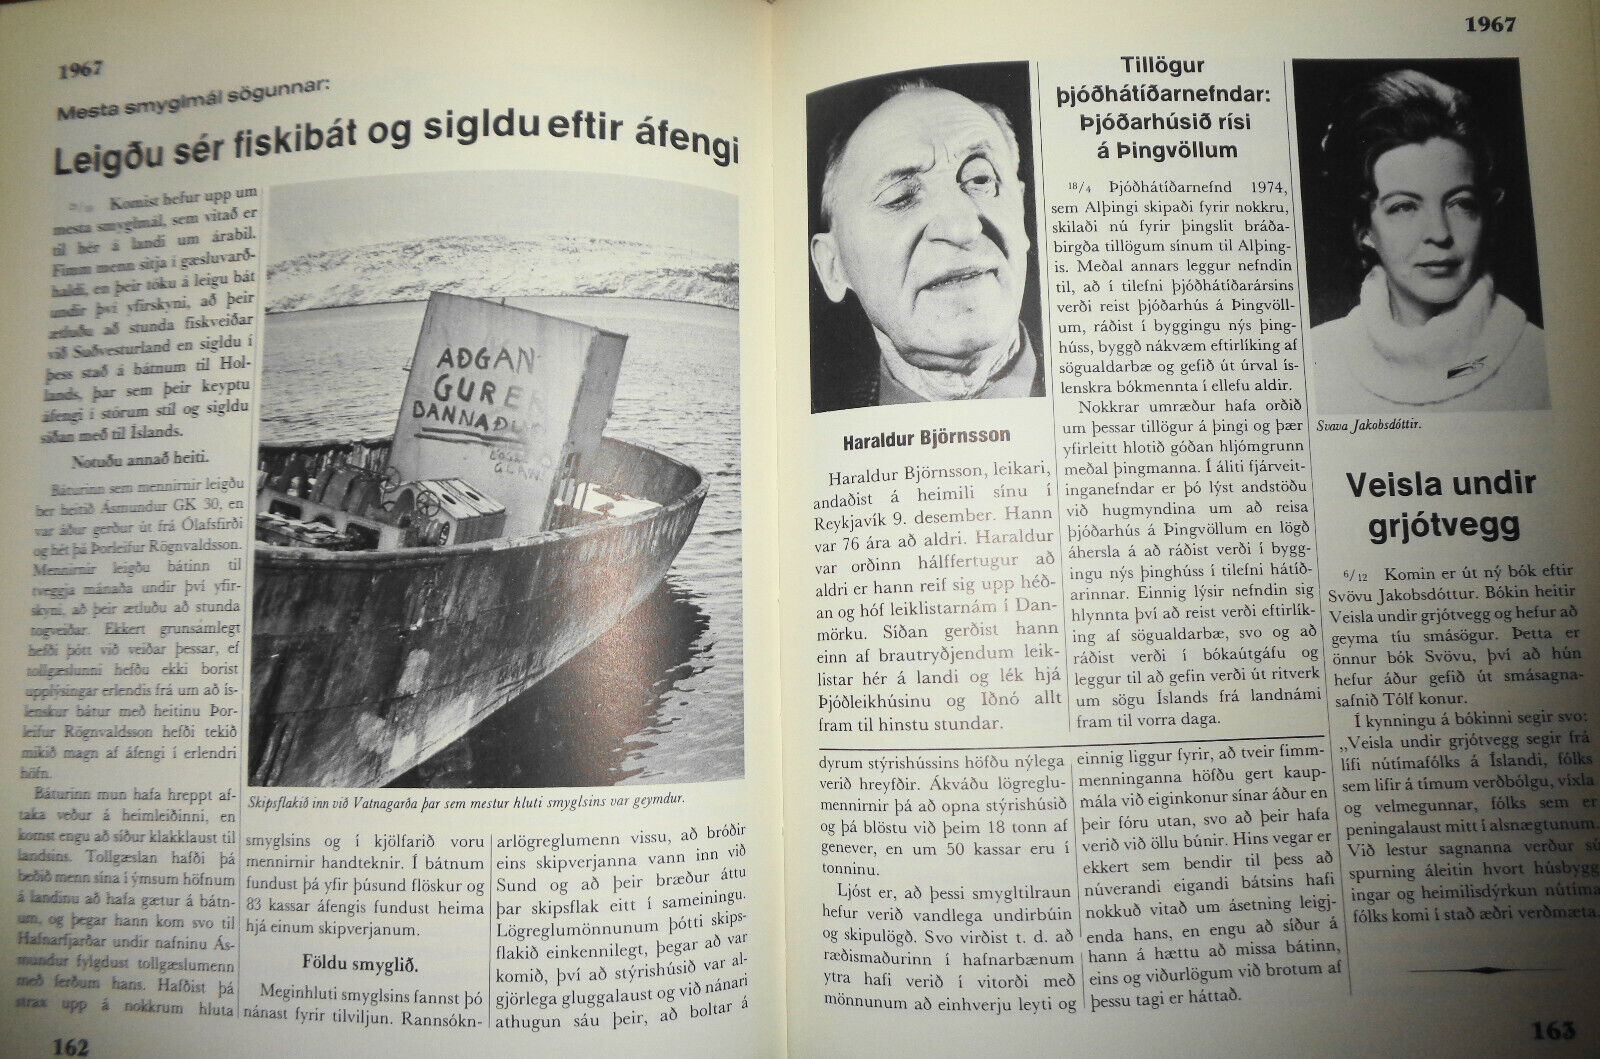 1967
Mesta smyglmál sögunnar:
Leigðu sér fiskibát og sigldu eftir áfengi
Komist hefur upp um
mesta smyglmál, sem vitað er
til hér á landi um árabil.
Fimm menn sitja í gæsluvarð-
haldi, en þeir tóku á leigu bát
undir því yfirskyni, að þeir
ætluðu að stunda fiskveiðar
við Suðvesturland en sigldu í
þess stað á bátnum til Hol-
lands, þar sem þeir keyptu
áfengi í stórum stíl og sigldu
síðan með til Íslands.
Notuðu annað heiti.
Báturinn sem mennirnir leigðu
ber heitið Ásmundur GK 30, en
var áður gerður út frá Ólafsfirði
og hét þá Þorleifur Rögnvaldsson.
Mennirnir leigðu bátinn til
tveggja mánaða undir því yfir-
skyni, að þeir ætluðu að stunda
togveiðar. Ekkert grunsamlegt
hefði þótt við veiðar þessar, ef
tollgæslunni hefðu ekki borist
upplýsingar erlendis frá um að ís-
lenskur bátur með heitinu Þor-
leifur Rögnvaldsson hefði tekið
mikið magn af áfengi í erlendri
höfn.
Báturinn mun hafa hreppt af-
taka veður á heimleiðinni, en
komst engu að síður klakklaust til
landsins. Tollgæslan hafði þá
beðið menn sína í ýmsum höfnum
á landinu að hafa gætur á bátn-
um, og þegar hann kom svo til
Hafnarfjarðar undir nafninu Ás-
mundur fylgdust tollgæslumenn
með ferðum hans. Hafðist þá
strax upp á nokkrum hluta
AÐGAN
GURE
BANNAÐUR
LÖGRE
GLAN
Skipsflakið inn við Vatnagarða þar sem mestur hluti smyglsins var geymdur.
smyglsins og í kjölfarið voru
mennirnir handteknir. Í bátnum
fundust þá yfir þúsund flöskur og
83 kassar áfengis fundust heima
hjá einum skipverjanum.
Földu smyglið.
Meginhluti smyglsins fannst þó
nánast fyrir tilviljun. Rannsókn-
arlögreglumenn vissu, að bróðir
eins skipverjanna vann inn við
Sund og að þeir bræður áttu
þar skipsflak eitt í sameiningu.
Lögreglumönnunum þótti skips-
flakið einkennilegt, þegar að var
komið, því að stýrishúsið var al-
gjörlega gluggalaust og við nánari
athugun sáu þeir, að boltar á
162
1967
Haraldur Björnsson
Haraldur Björnsson, leikari,
andaðist á heimili sínu í
Reykjavík 9. desember. Hann
var 76 ára að aldri. Haraldur
var orðinn hálffertugur að
aldri er hann reif sig upp héð-
an og hóf leiklistarnám í Dan-
mörku. Síðan gerðist hann
einn af brautryðjendum leik-
listar hér á landi og lék hjá
Þjóðleikhúsinu og Iðnó allt
fram til hinstu stundar.
Tillögur
þjóðhátíðarnefndar:
Þjóðarhúsið rísi
á Þingvöllum
18/4 Þjóðhátíðarnefnd 1974,
sem Alþingi skipaði fyrir nokkru,
skilaði nú fyrir þingslit bráða-
birgða tillögum sínum til Alþing-
is. Meðal annars leggur nefndin
til, að í tilefni þjóðhátíðarársins
verði reist þjóðarhús á Þingvöll-
um, ráðist í byggingu nýs þing-
húss, byggð nákvæm eftirlíking af
sögualdarbæ og gefið út úrval ís-
lenskra bókmennta í ellefu aldir.
Nokkrar umræður hafa orðið
um þessar tillögur á þingi og þær
yfirleitt hlotið góðan hljómgrunn
meðal þingmanna. Í áliti fjárveit-
inganefndar er þó lýst andstöðu
við hugmyndina um að reisa
þjóðarhús á Þingvöllum en lögð
áhersla á að ráðist verði í bygg-
ingu nýs þinghúss í tilefni hátíð-
arinnar. Einnig lýsir nefndin sig
hlynnta því að reist verði eftirlík-
ing af sögualdarbæ, svo og að
ráðist verði í bókaútgáfu og
leggur til að gefin verði út ritverk
um sögu Íslands frá landnámi
fram til vorra daga.
Svava Jakobsdóttir.
Veisla undir
grjótvegg
6/12 Komin er út ný bók eftir
Svövu Jakobsdóttur. Bókin heitir
Veisla undir grjótvegg og hefur að
geyma tíu smásögur. Þetta er
önnur bók Svövu, því að hún
hefur áður gefið út smásagna-
safnið Tólf konur.
Í kynningu á bókinni segir svo:
„Veisla undir grjótvegg segir frá
lífi nútímafólks á Íslandi, fólks
sem lifir á tímum verðbólgu, víxla
og velmegunnar, fólks sem er
peningalaust mitt í alsnægtunum.
Við lestur sagnanna verður sú
spurning áleitin hvort húsbygg
ingar og heimilisdýrkun nútíma
fólks komi í stað æðri verðmæta.
dyrum stýrishússins höfðu nýlega
verið hreyfðir. Ákváðu lögreglu-
mennirnir þá að opna stýrishúsið
og þá blöstu við þeim 18 tonn af
genever, en um 50 kassar eru í
tonninu.
Ljóst er, að þessi smygltilraun
hefur verið vandlega undirbúin
og skipulögð. Svo virðist t. d. að
ræðismaðurinn í hafnarbænum
ytra hafi verið í vitorði með
mönnunum að einhverju leyti og
einnig liggur fyrir, að tveir fimm-
menninganna höfðu gert kaup-
mála við eiginkonur sínar áður en
þeir fóru utan, svo að þeir hafa
verið við öllu búnir. Hins vegar er
ekkert sem bendir til þess að
núverandi eigandi bátsins hafi
nokkuð vitað um ásetning leigj-
enda hans, en engu að síður á
hann á hættu að missa bátinn,
eins og viðurlögum við brotum af
þessu tagi er háttað.
163